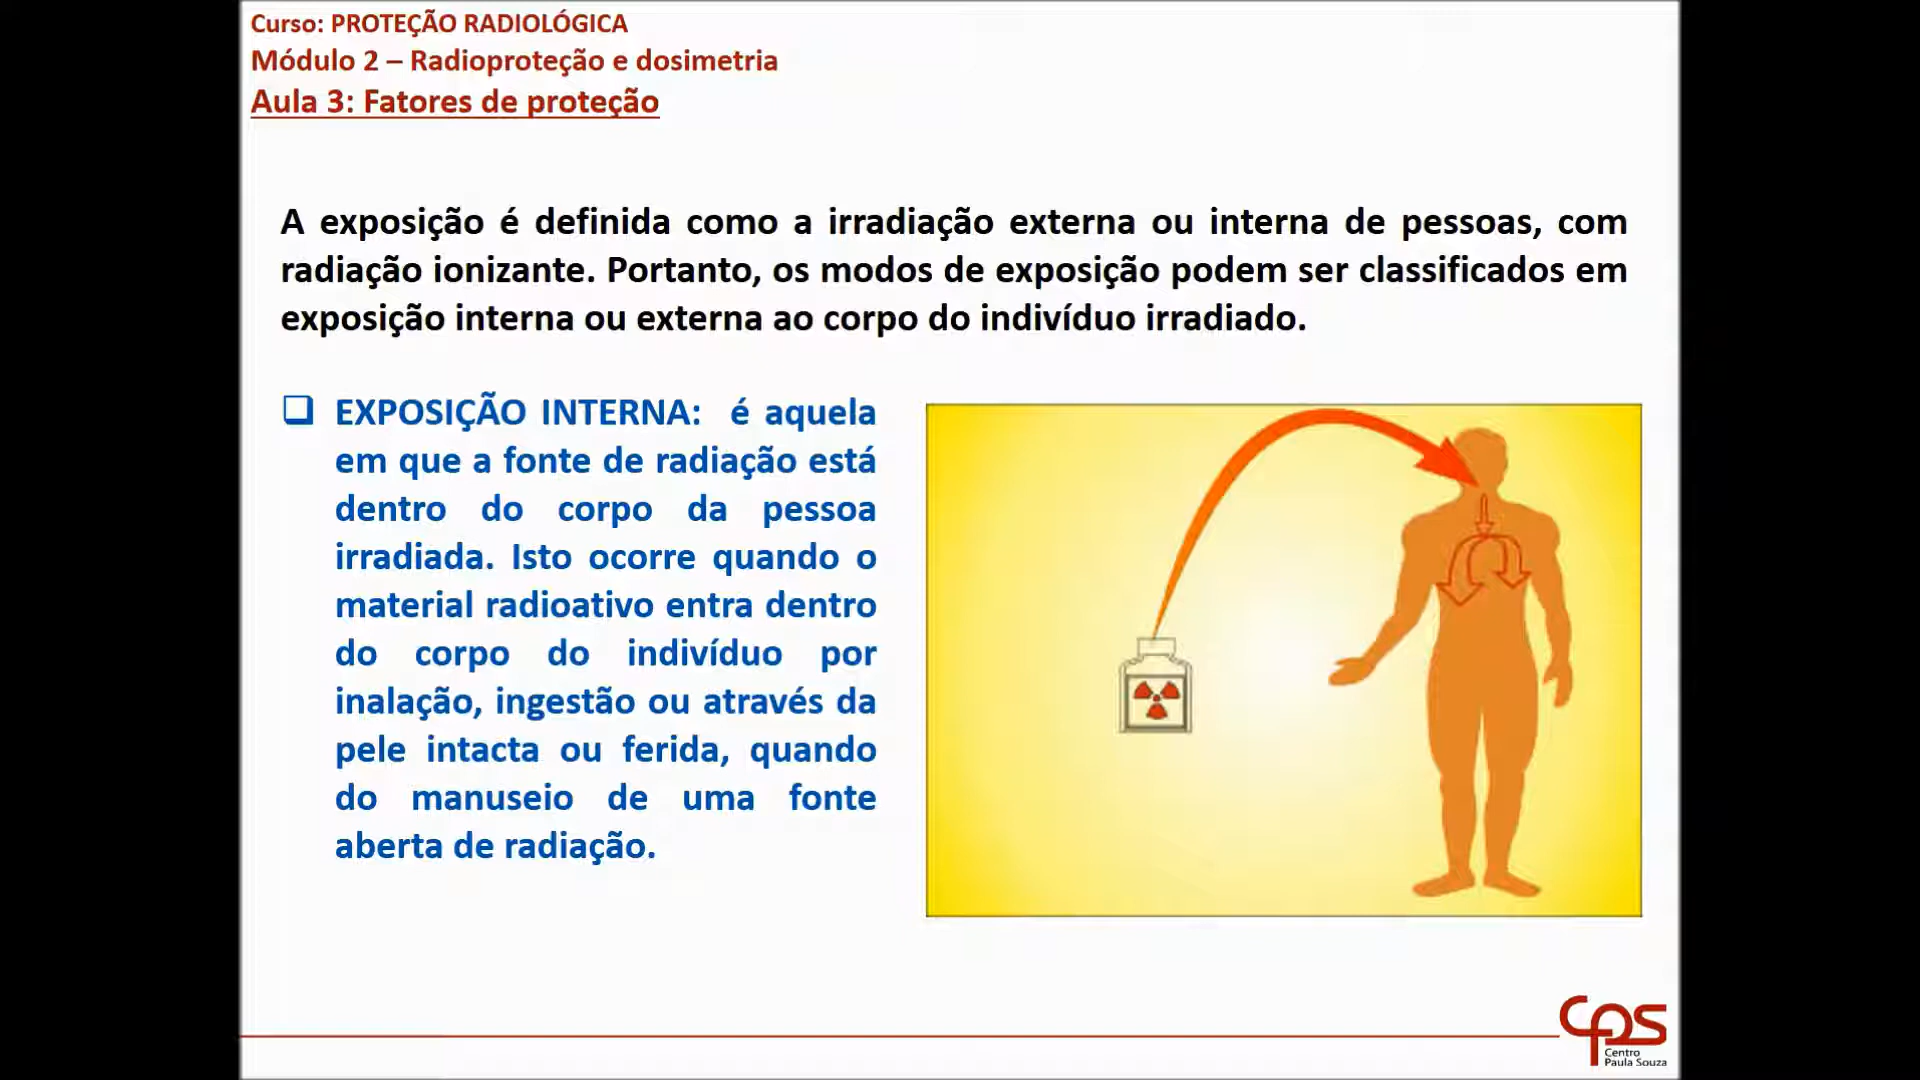 Curso: PROTEÇÃO RADIOLÓGICA
Módulo 2 – Radioproteção e dosimetria
Aula 3: Fatores de proteção
A exposição é definida como a irradiação externa ou interna de pessoas, com
radiação ionizante. Portanto, os modos de exposição podem ser classificados em
exposição interna ou externa ao corpo do indivíduo irradiado.
❑ EXPOSIÇÃO INTERNA: é aquela
em que a fonte de radiação está
dentro do corpo da pessoa
irradiada. Isto ocorre quando o
material radioativo entra dentro
do corpo do indivíduo por
inalação, ingestão ou através da
pele intacta ou ferida, quando
do manuseio de uma fonte
aberta de radiação.
cps
Centro
Paula Souza